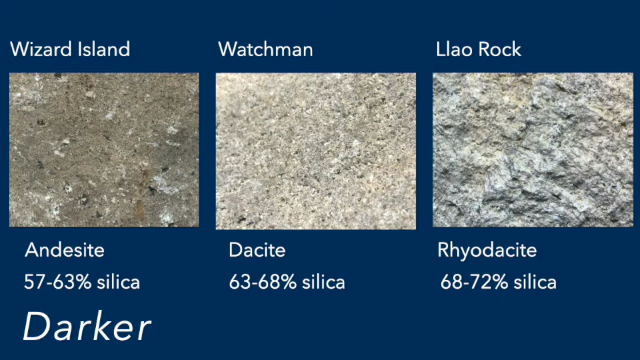 Wizard Island
Watchman
Llao Rock
Andesite
Dacite
Rhyodacite
57-63% silica
63-68% silica
68-72% silica
Darker